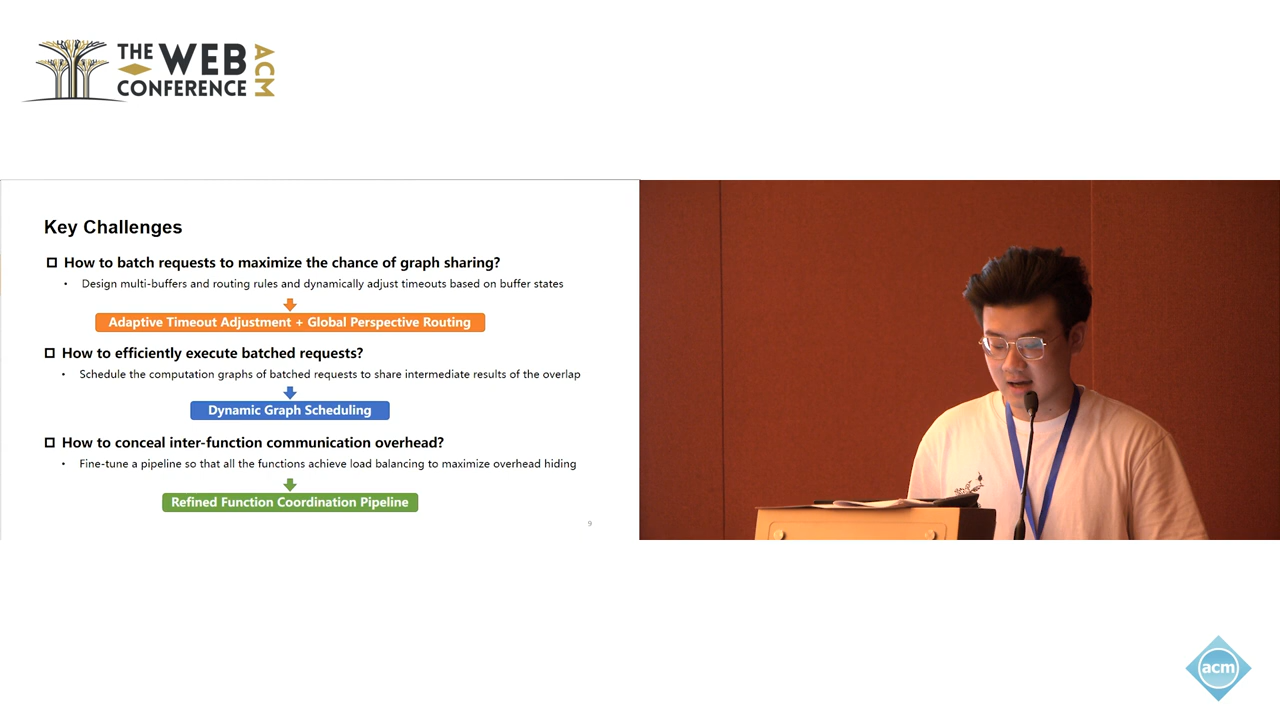 THE WEB CONFERENCE ACM
Key Challenges
How to batch requests to maximize the chance of graph sharing?
• Design multi-buffers and routing rules and dynamically adjust timeouts based on buffer states
Adaptive Timeout Adjustment + Global Perspective Routing
How to efficiently execute batched requests?
• Schedule the computation graphs of batched requests to share intermediate results of the overlap
Dynamic Graph Scheduling
How to conceal inter-function communication overhead?
• Fine-tune a pipeline so that all the functions achieve load balancing to maximize overhead hiding
Refined Function Coordination Pipeline
9
acm